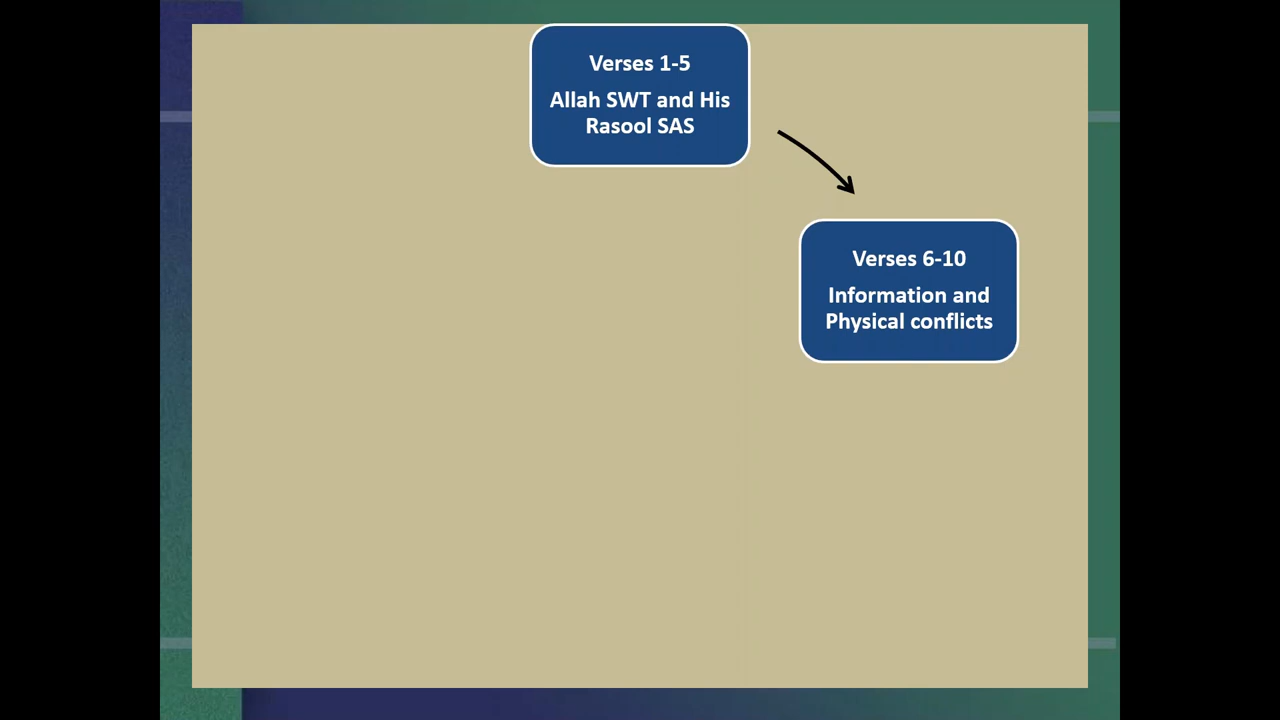 Verses 1-5
Allah SWT and His
Rasool SAS
Verses 6-10
Information and
Physical conflicts